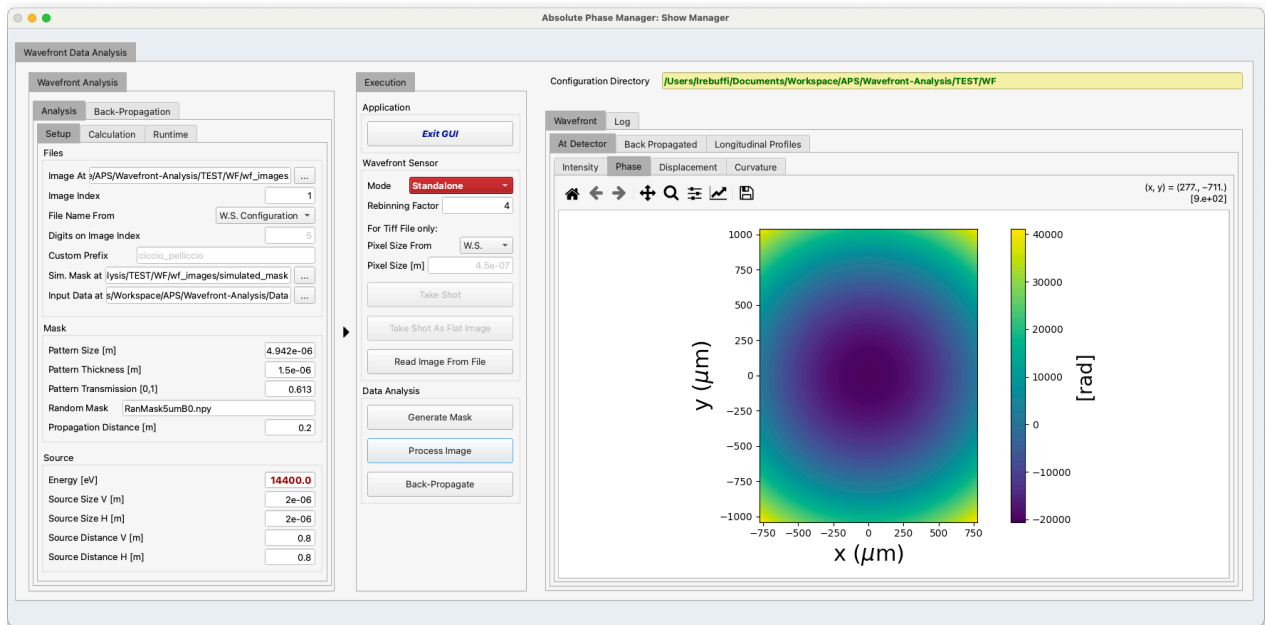 Absolute Phase Manager: Show Manager
Wavefront Data Analysis
Wavefront Analysis
Analysis Back-Propagation
Setup Calculation Runtime
Files
Image At e/APS/Wavefront-Analysis/TEST/WF/wf_images ...
Image Index 1
File Name From W.S. Configuration
Digits on Image Index 5
Custom Prefix ciccio_pelliccio
Sim. Mask at lysis/TEST/WF/wf_images/simulated_mask ...
Input Data at s/Workspace/APS/Wavefront-Analysis/Data ...
Mask
Pattern Size [m] 4.942e-06
Pattern Thickness [m] 1.5e-06
Pattern Transmission [0,1] 0.613
Random Mask RanMask5umB0.npy
Propagation Distance [m] 0.2
Source
Energy [eV] 14400.0
Source Size V [m] 2e-06
Source Size H [m] 2e-06
Source Distance V [m] 0.8
Source Distance H [m] 0.8
Execution
Application
Exit GUI
Wavefront Sensor
Mode Standalone
Rebinning Factor 4
For Tiff File only:
Pixel Size From W.S.
Pixel Size [m] 4.5e-07
Take Shot
Take Shot As Flat Image
Read Image From File
Data Analysis
Generate Mask
Process Image
Back-Propagate
Configuration Directory /Users/lrebuffi/Documents/Workspace/APS/Wavefront-Analysis/TEST/WF
Wavefront Log
At Detector Back Propagated Longitudinal Profiles
Intensity Phase Displacement Curvature
(x, y) = (277., −711.)
[9.e+02]
1000
750
500
250
0
−250
−500
−750
−1000
y (μm)
−750 −500 −250 0 250 500 750
x (μm)
40000
30000
20000
10000
0
−10000
−20000
[rad]